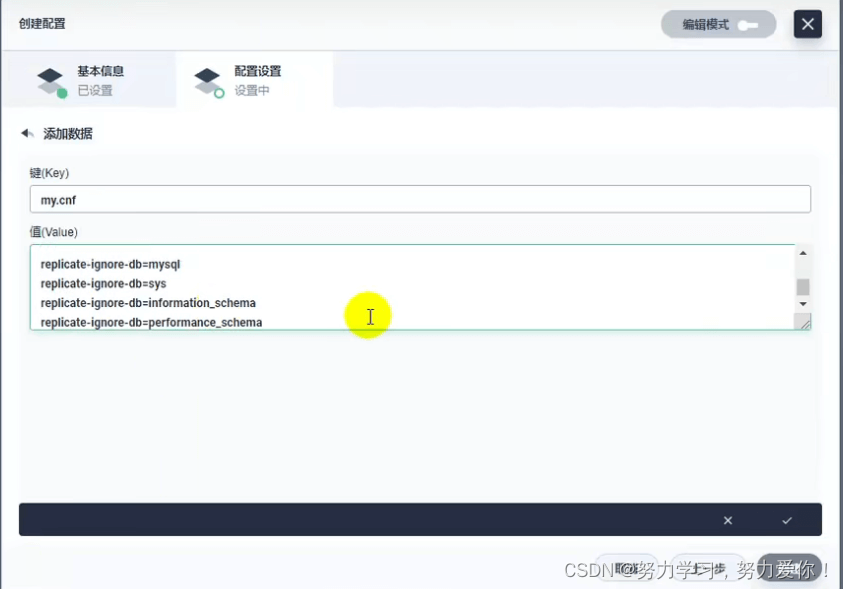 创建配置
编辑模式
基本信息
已设置
配置设置
设置中
添加数据
键(Key)
my.cnf
值(Value)
replicate-ignore-db=mysql
replicate-ignore-db=sys
replicate-ignore-db=information_schema
replicate-ignore-db=performance_schema
上一步
CSDN @努力学习，努力爱你！